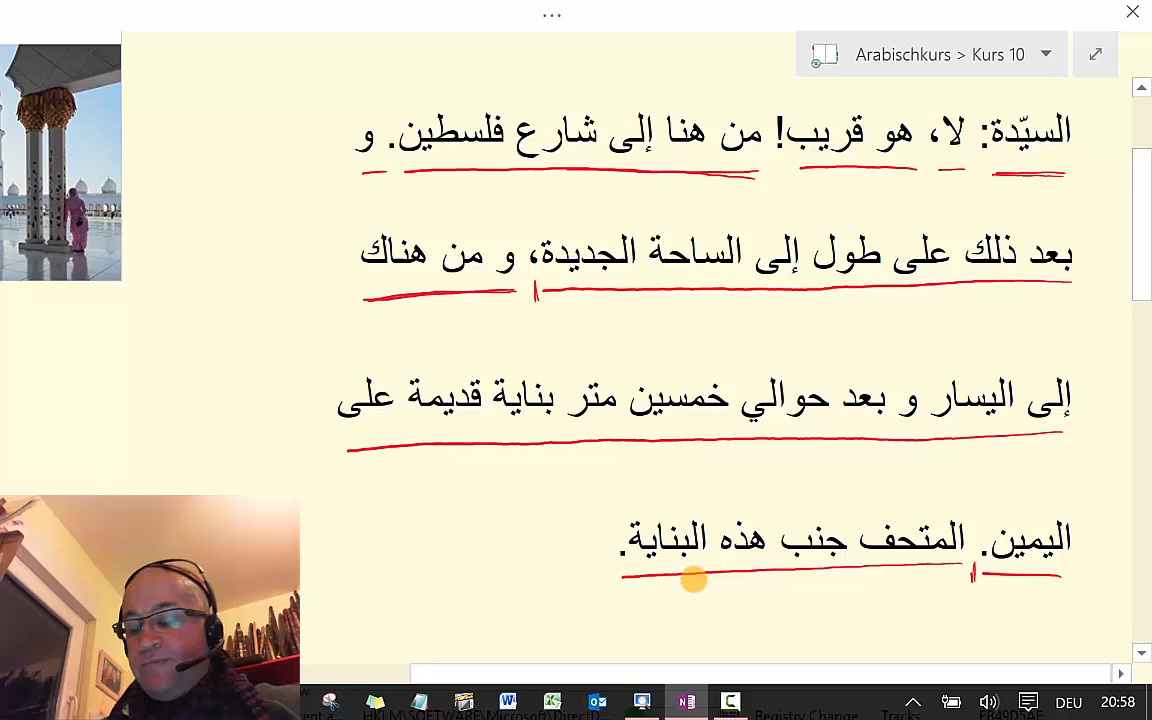 ...
Arabischkurs > Kurs 10
السيّدة: لا، هو قريب! من هنا إلى شارع فلسطين. و
بعد ذلك على طول إلى الساحة الجديدة، و من هناك
إلى اليسار و بعد حوالي خمسين متر بناية قديمة على
اليمين. المتحف جنب هذه البناية.
DEU 20:58